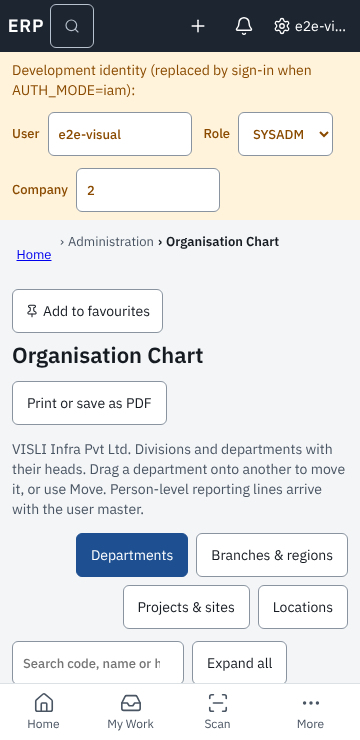 ERP e2e-vi...
Development identity (replaced by sign-in when
AUTH_MODE=iam):
User e2e-visual Role SYSADM
Company 2
Home › Administration › Organisation Chart
Add to favourites
Organisation Chart
Print or save as PDF
VISLI Infra Pvt Ltd. Divisions and departments with
their heads. Drag a department onto another to move
it, or use Move. Person-level reporting lines arrive
with the user master.
Departments Branches & regions
Projects & sites Locations
Search code, name or h Expand all
Home My Work Scan More